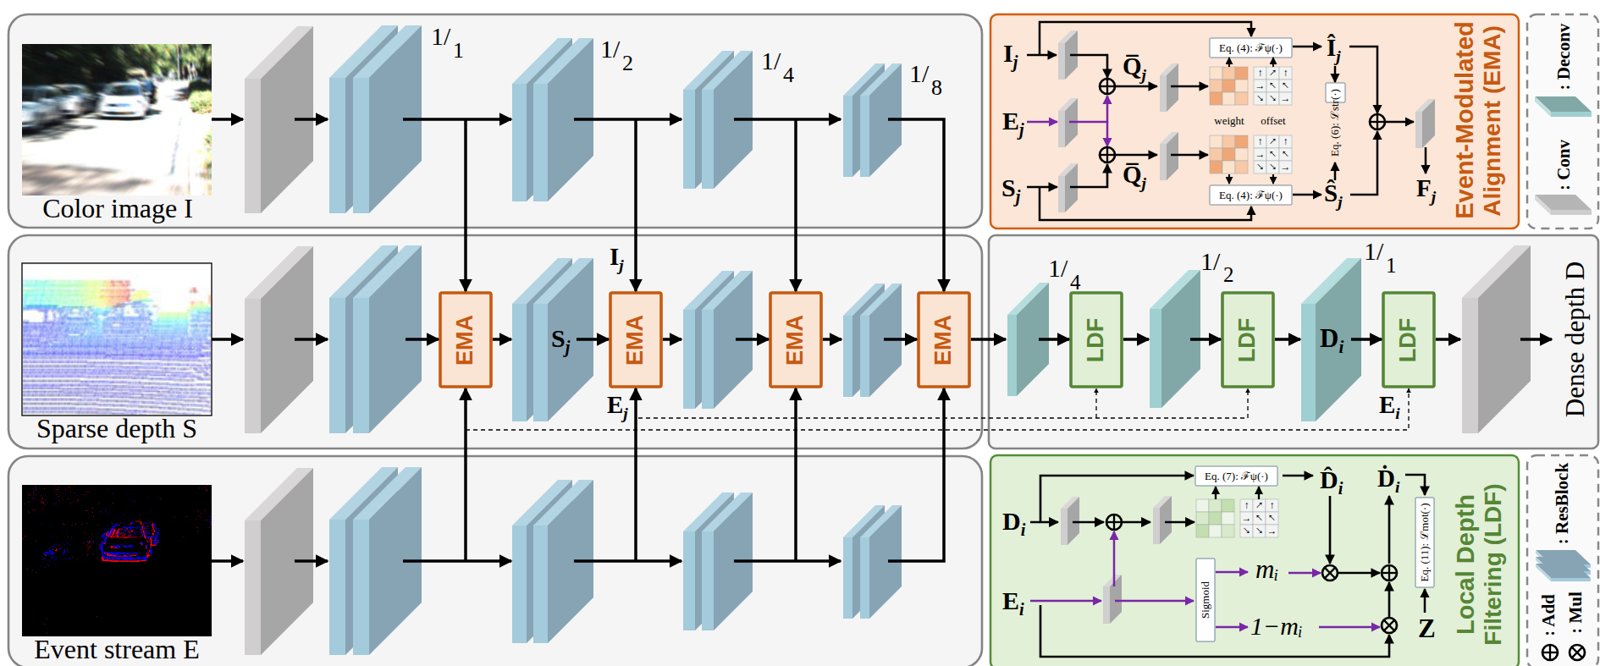 1/1
1/2
1/4
1/8
Color image I
EMA
EMA
EMA
EMA
I_j
S_j
E_j
Sparse depth S
Event stream E
I_j
E_j
S_j
Q̅_j
Q̅_j
Eq. (4): ℱψ(·)
weight offset
Eq. (4): ℱψ(·)
Î_j
Eq. (6): ℒstr(·)
Ŝ_j
F_j
Event-Modulated
Alignment (EMA)
: Deconv
: Conv
1/4
1/2
1/1
LDF
LDF
D_i
LDF
E_i
Dense depth D
D_i
E_i
Eq. (7): ℱψ(·)
Sigmoid
m_i
1−m_i
D̂_i
Ḋ_i
Eq. (11): ℒmot(·)
Z
Local Depth
Filtering (LDF)
: ResBlock
⊕ : Add
⊗ : Mul